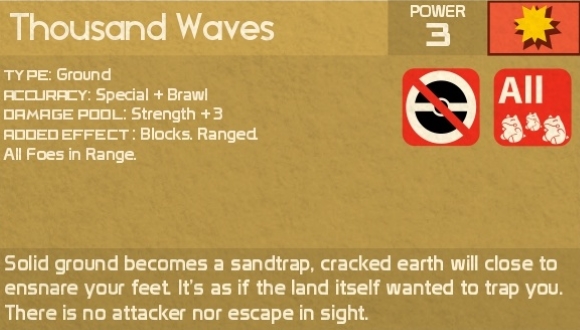 Thousand Waves
POWER
3
TYPE: Ground
ACCURACY: Special + Brawl
DAMAGE POOL: Strength +3
ADDED EFFECT: Blocks. Ranged.
All Foes in Range.
All
Solid ground becomes a sandtrap, cracked earth will close to
ensnare your feet. It's as if the land itself wanted to trap you.
There is no attacker nor escape in sight.